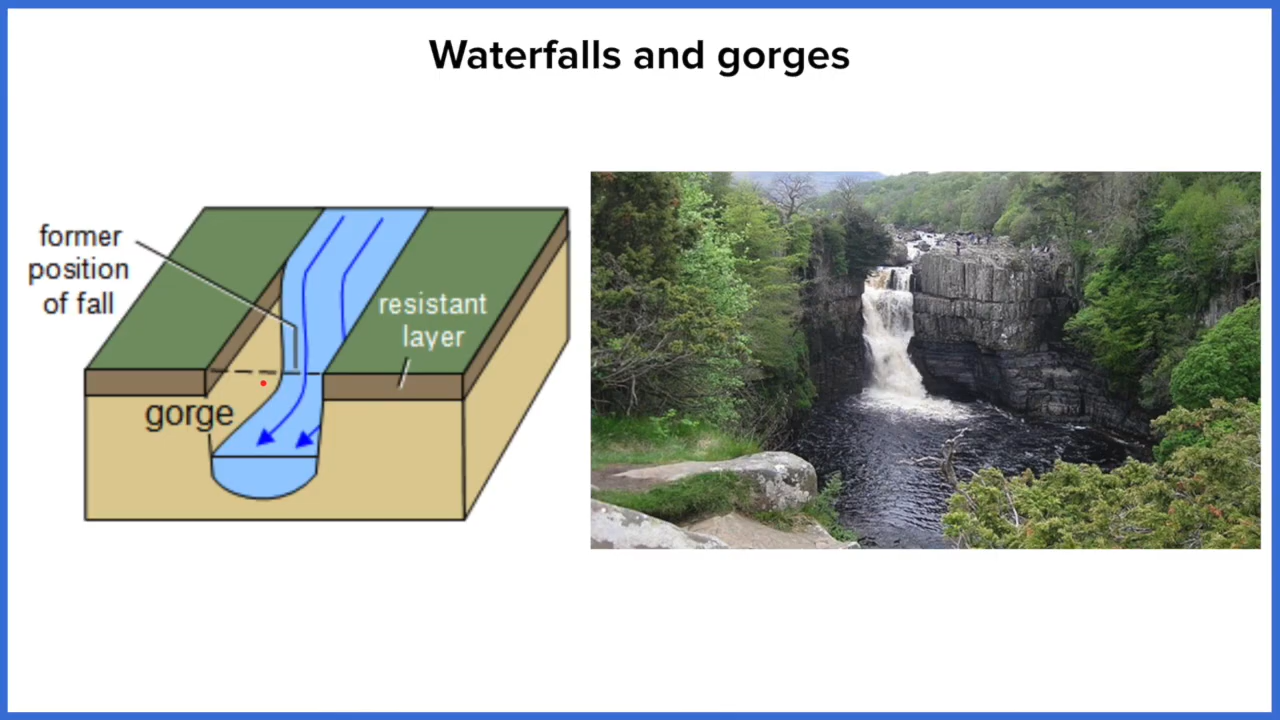 Waterfalls and gorges
former
position
of fall
resistant
layer
gorge